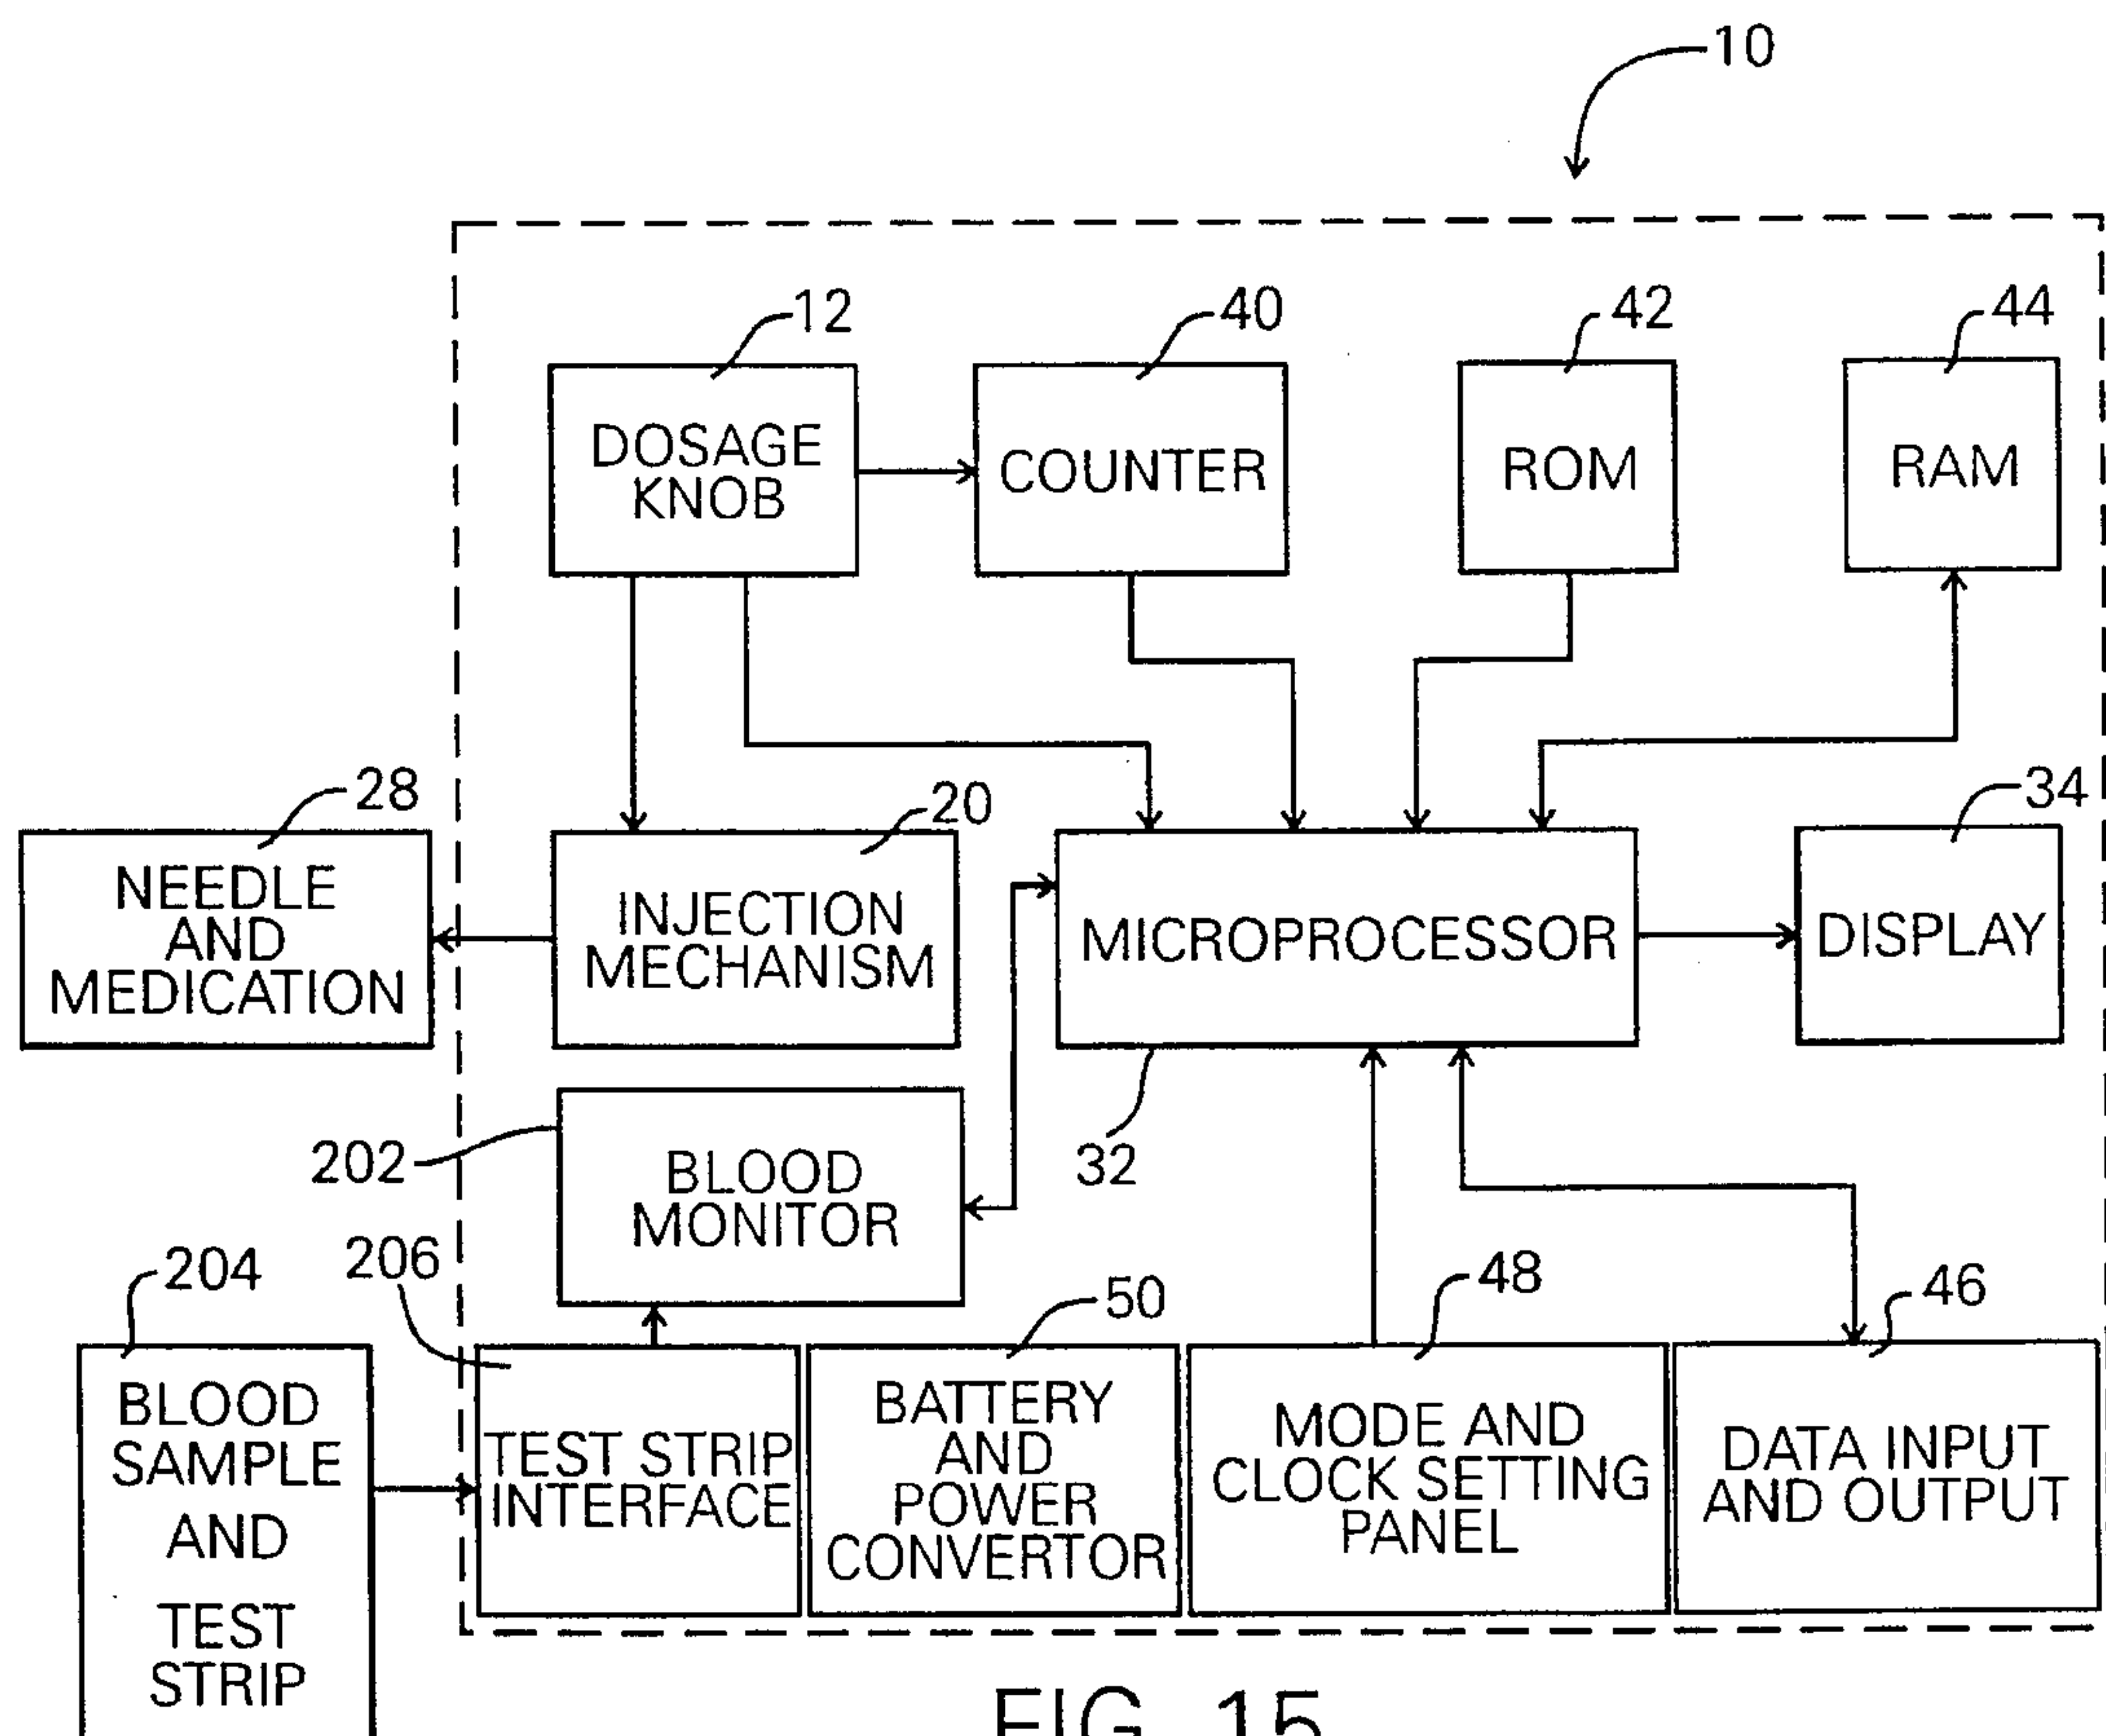 10
12
40
42
44
DOSAGE
KNOB
COUNTER
ROM
RAM
28
20
34
NEEDLE
AND
MEDICATION
INJECTION
MECHANISM
MICROPROCESSOR
DISPLAY
202
BLOOD
MONITOR
32
204
206
50
48
46
BLOOD
SAMPLE
AND
TEST
STRIP
TEST STRIP
INTERFACE
BATTERY
AND
POWER
CONVERTOR
MODE AND
CLOCK SETTING
PANEL
DATA INPUT
AND OUTPUT
FIG. 15